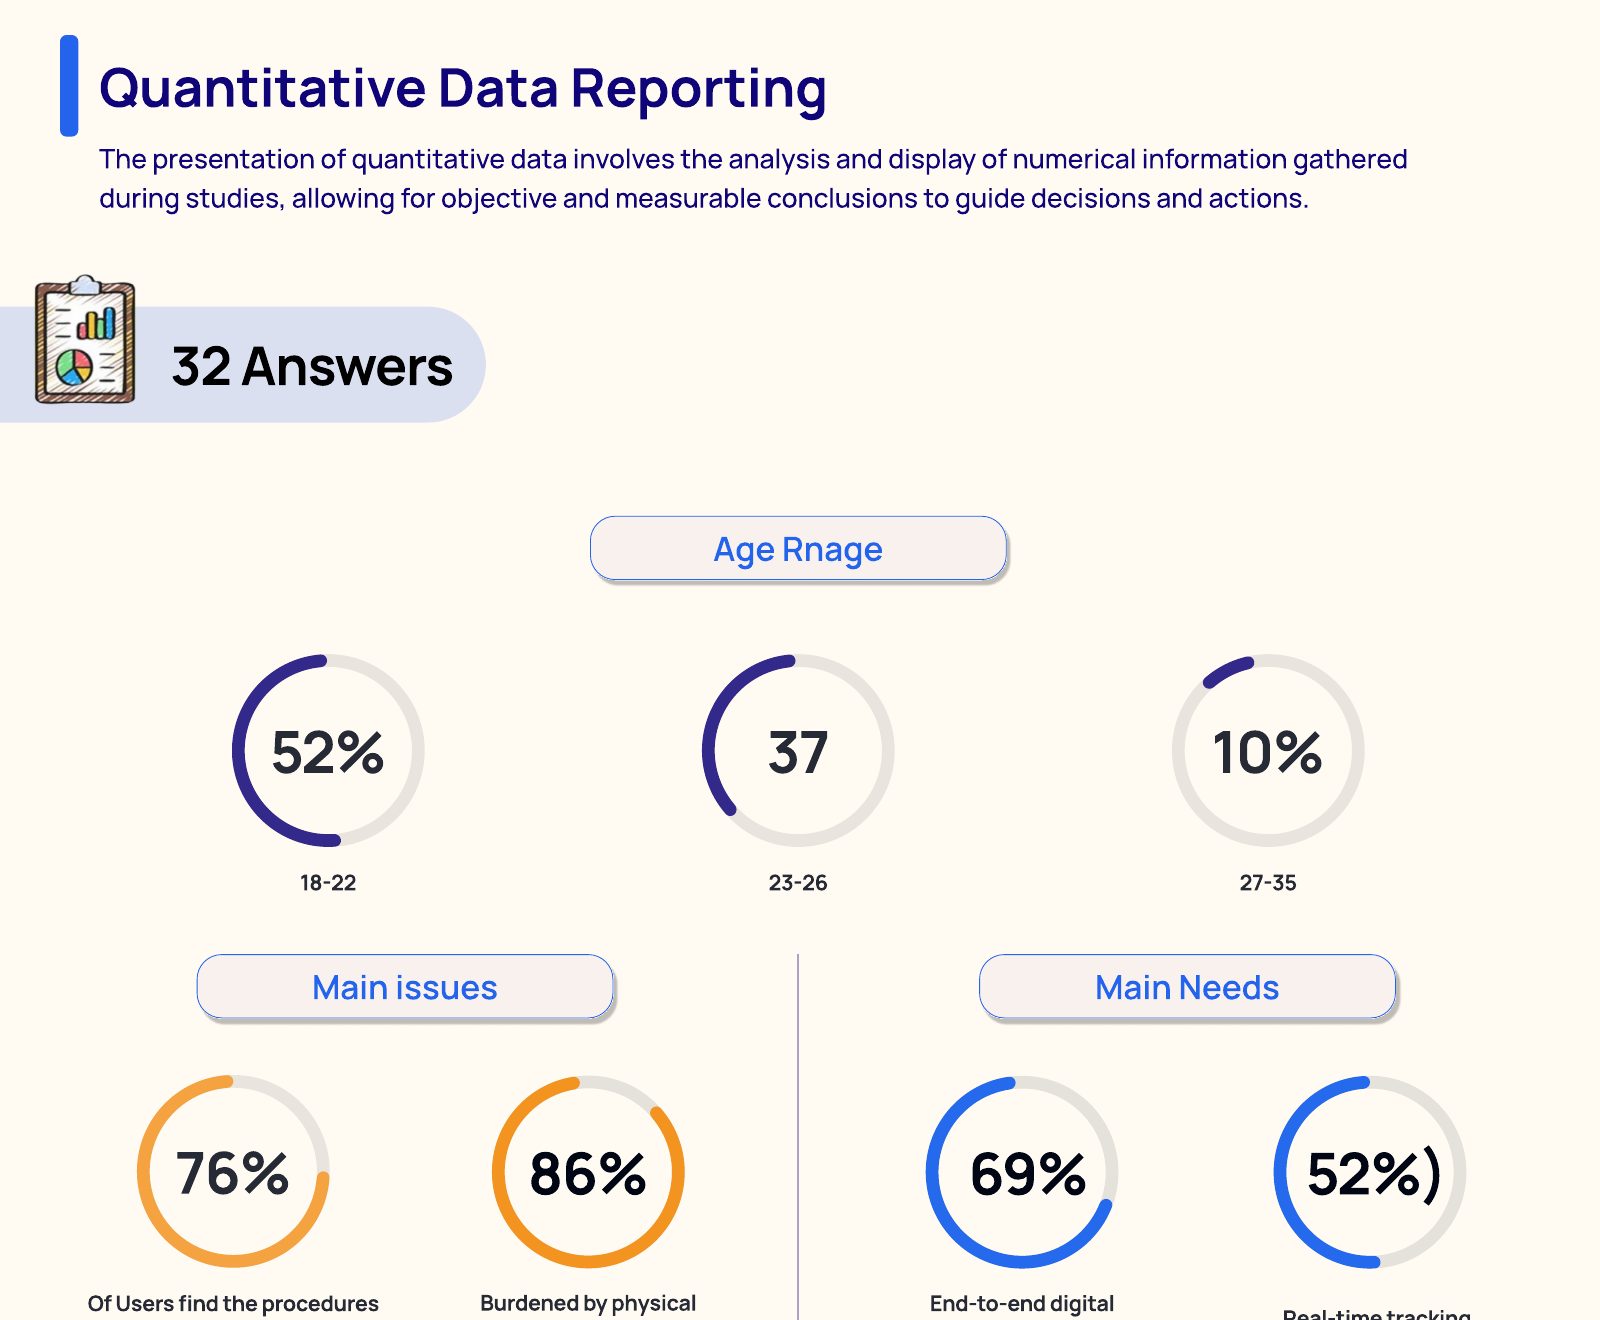 Quantitative Data Reporting
The presentation of quantitative data involves the analysis and display of numerical information gathered
during studies, allowing for objective and measurable conclusions to guide decisions and actions.
32 Answers
Age Rnage
52%
37
10%
18-22
23-26
27-35
Main issues
Main Needs
76%
86%
69%
52%)
Of Users find the procedures
Burdened by physical
End-to-end digital
Real-time tracking